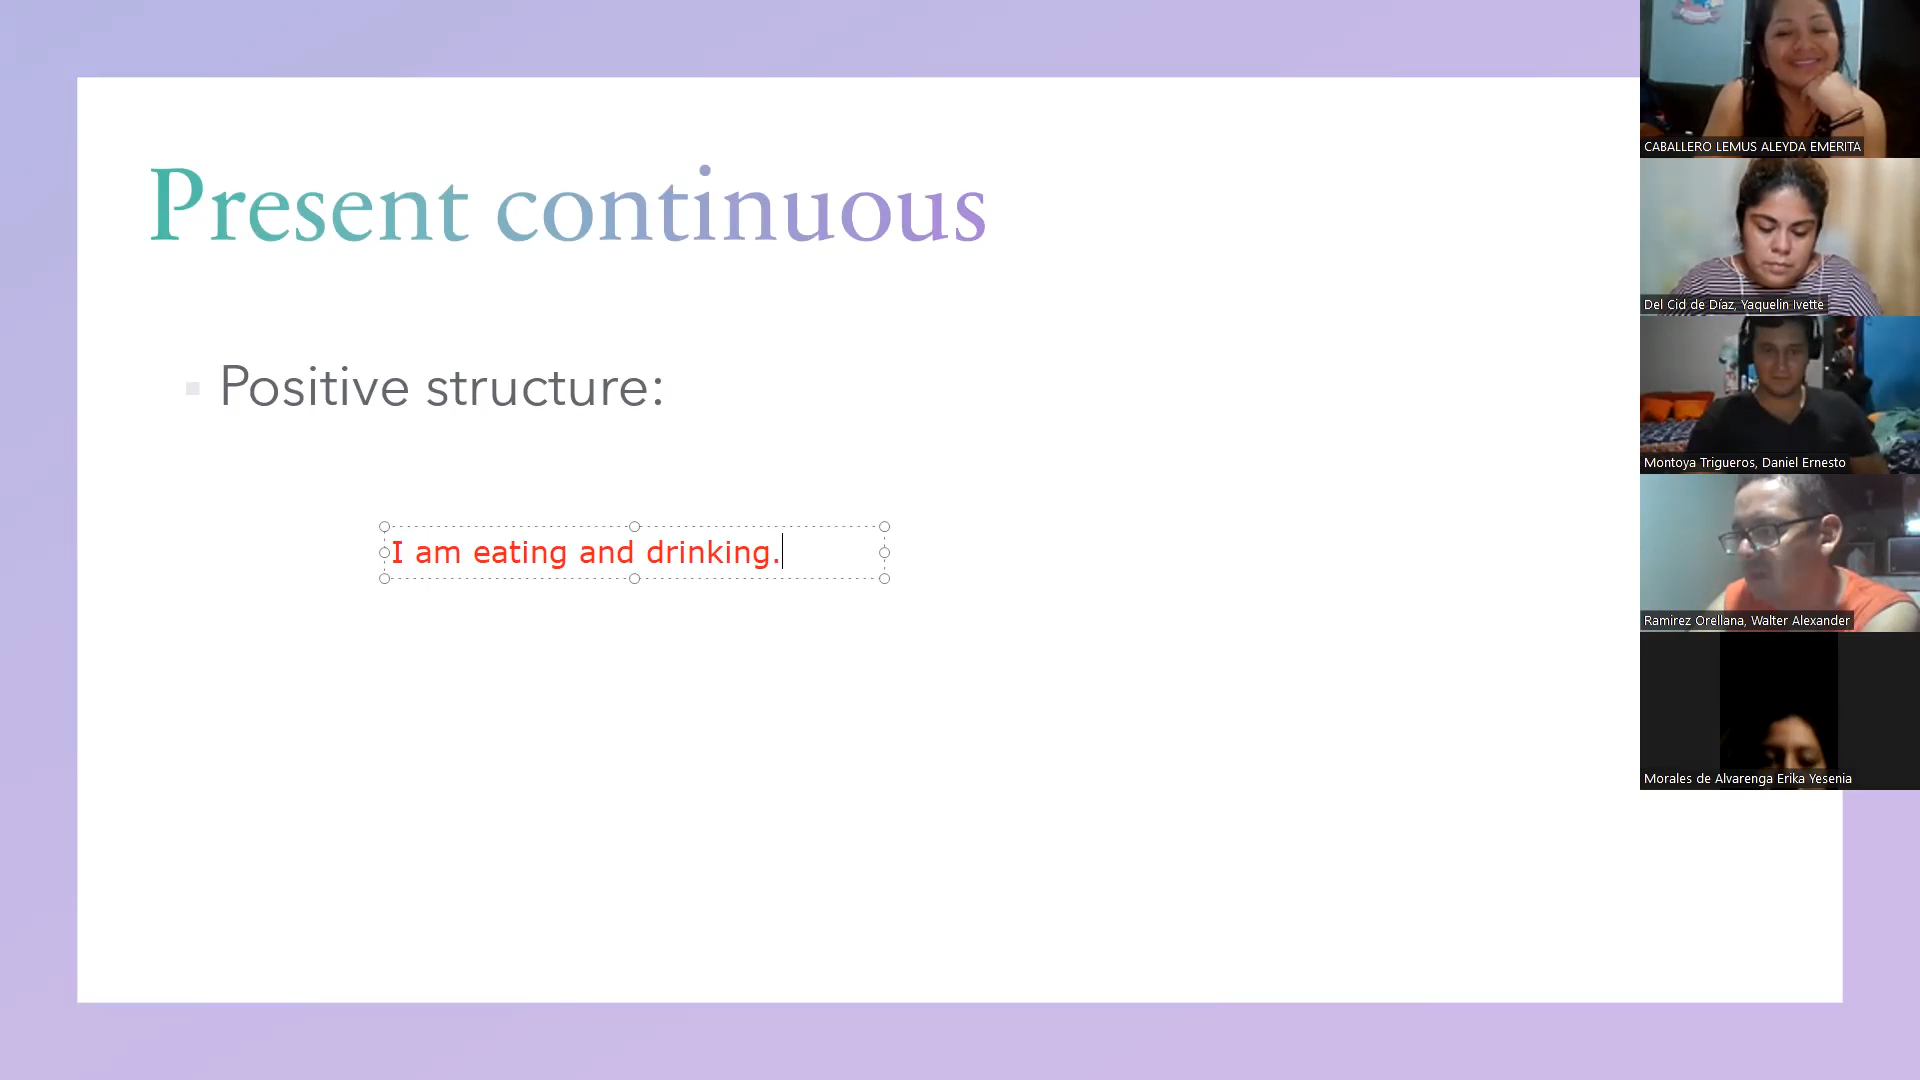 Present continuous
Positive structure:
I am eating and drinking.
CABALLERO LEMUS ALEYDA EMERITA
Del Cid de Díaz, Yaquelin Ivette
Montoya Trigueros, Daniel Ernesto
Ramirez Orellana, Walter Alexander
Morales de Alvarenga Erika Yesenia